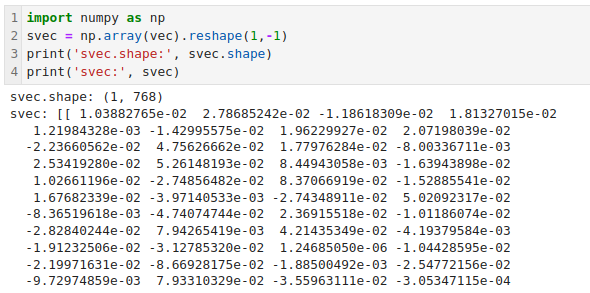 1 import numpy as np
2 svec = np.array(vec).reshape(1,-1)
3 print('svec.shape:', svec.shape)
4 print('svec:', svec)
svec.shape: (1, 768)
svec: [[ 1.03882765e-02  2.78685242e-02 -1.18618309e-02  1.81327015e-02
   1.21984328e-03 -1.42995575e-02  1.96229927e-02  2.07198039e-02
  -2.23660562e-02  4.75626662e-02  1.77976284e-02 -8.00336711e-03
   2.53419280e-02  5.26148193e-02  8.44943058e-03 -1.63943898e-02
   1.02661196e-02 -2.74856482e-02  8.37066919e-02 -1.52885541e-02
   1.67682339e-02 -3.97140533e-03 -2.74348911e-02  5.02092317e-02
  -8.36519618e-03 -4.74074744e-02  2.36915518e-02 -1.01186074e-02
  -2.82840244e-02  7.94265419e-03  4.21435349e-02 -4.19379584e-03
  -1.91232506e-02 -3.12785320e-02  1.24685050e-06 -1.04428595e-02
  -2.19971631e-02 -8.66928175e-02 -1.88500492e-03 -2.54772156e-02
  -9.72974859e-03  7.93310329e-02 -3.55963111e-02 -3.05347115e-04